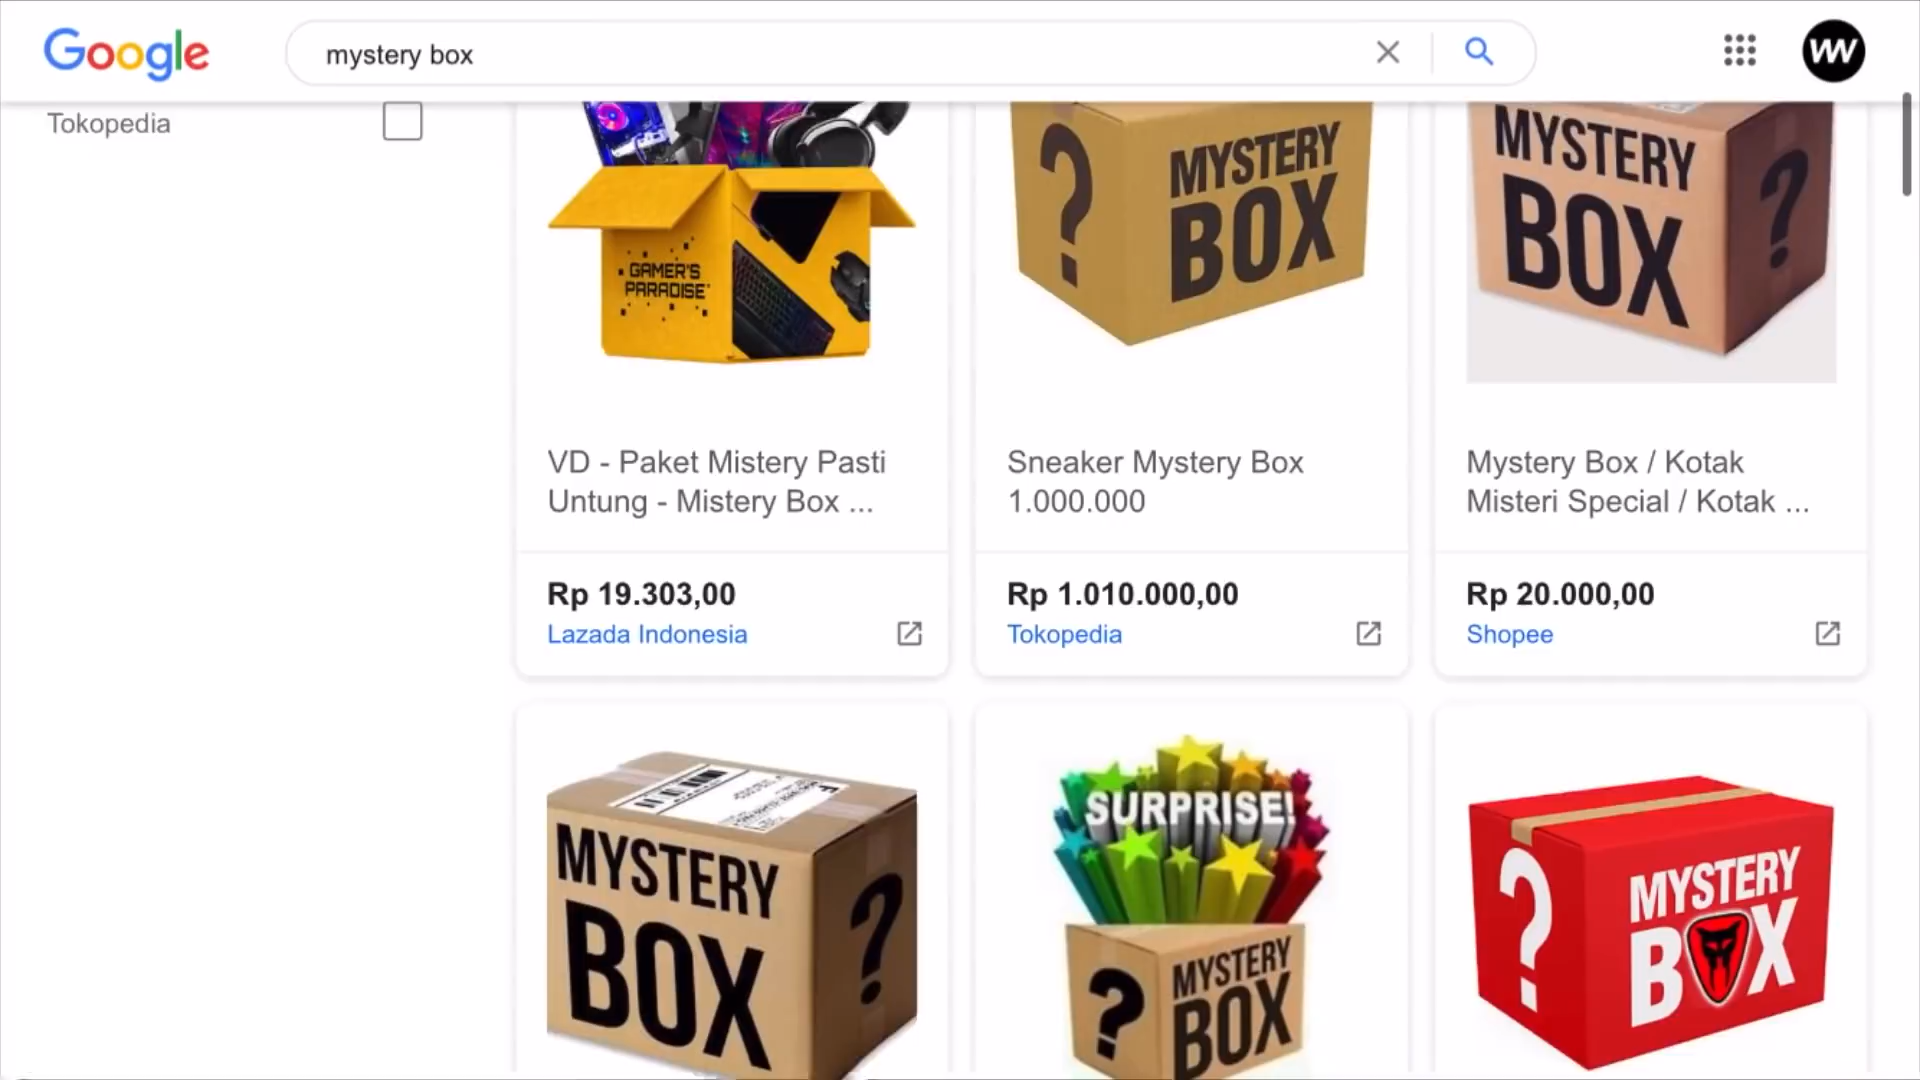 Google
mystery box
VW
Tokopedia
GAMER'S
PARADISE
MYSTERY
BOX
?
MYSTERY
BOX
?
VD - Paket Mistery Pasti
Untung - Mistery Box ...
Sneaker Mystery Box
1.000.000
Mystery Box / Kotak
Misteri Special / Kotak ...
Rp 19.303,00
Lazada Indonesia
Rp 1.010.000,00
Tokopedia
Rp 20.000,00
Shopee
MYSTERY
BOX
?
SURPRISE!
?
MYSTERY
BOX
?
MYSTERY
BOX